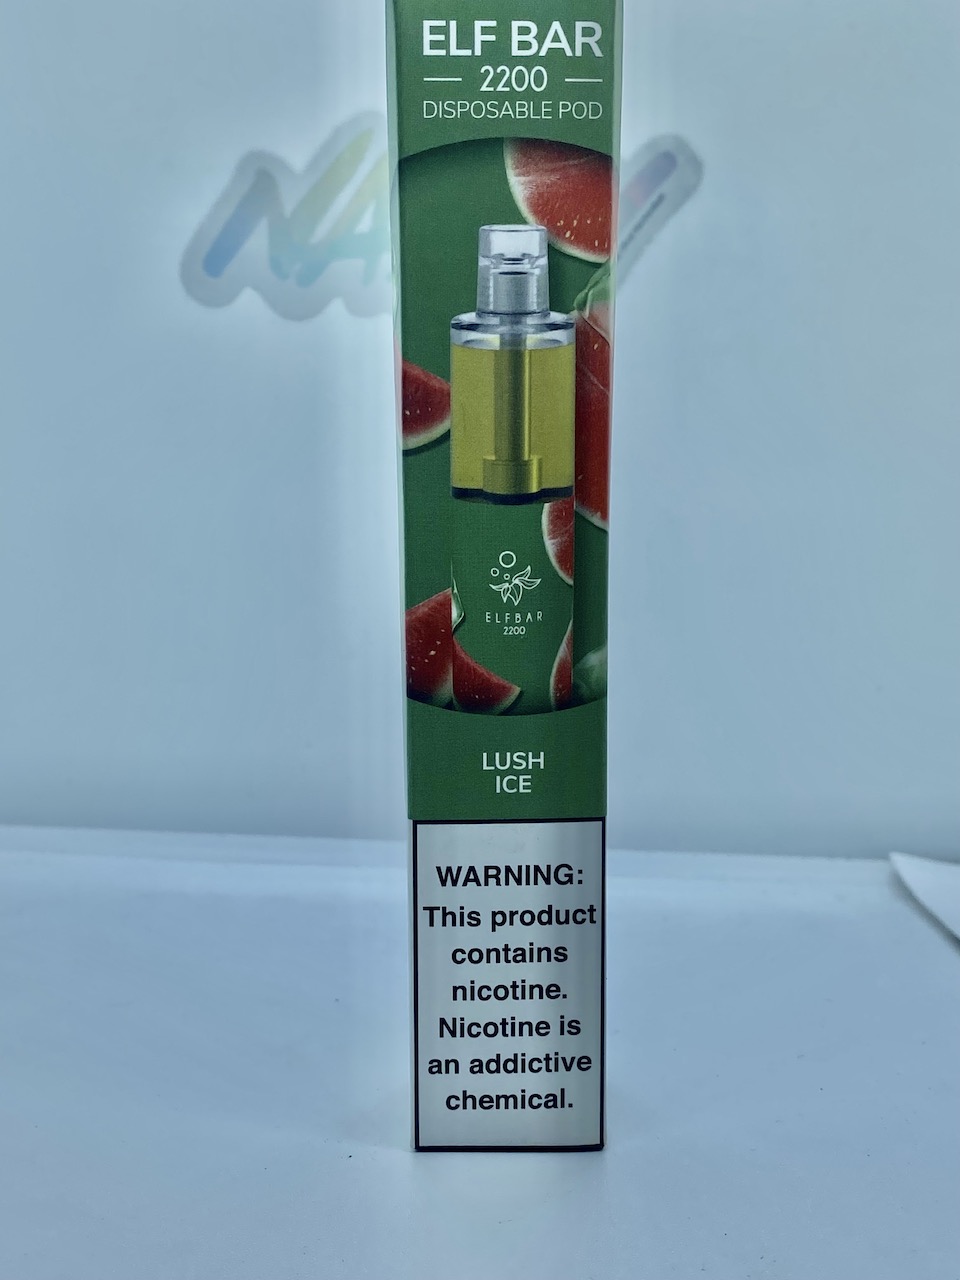 ELF BAR
2200
DISPOSABLE POD
ELFBAR
2200
LUSH
ICE
WARNING:
This product
contains
nicotine.
Nicotine is
an addictive
chemical.